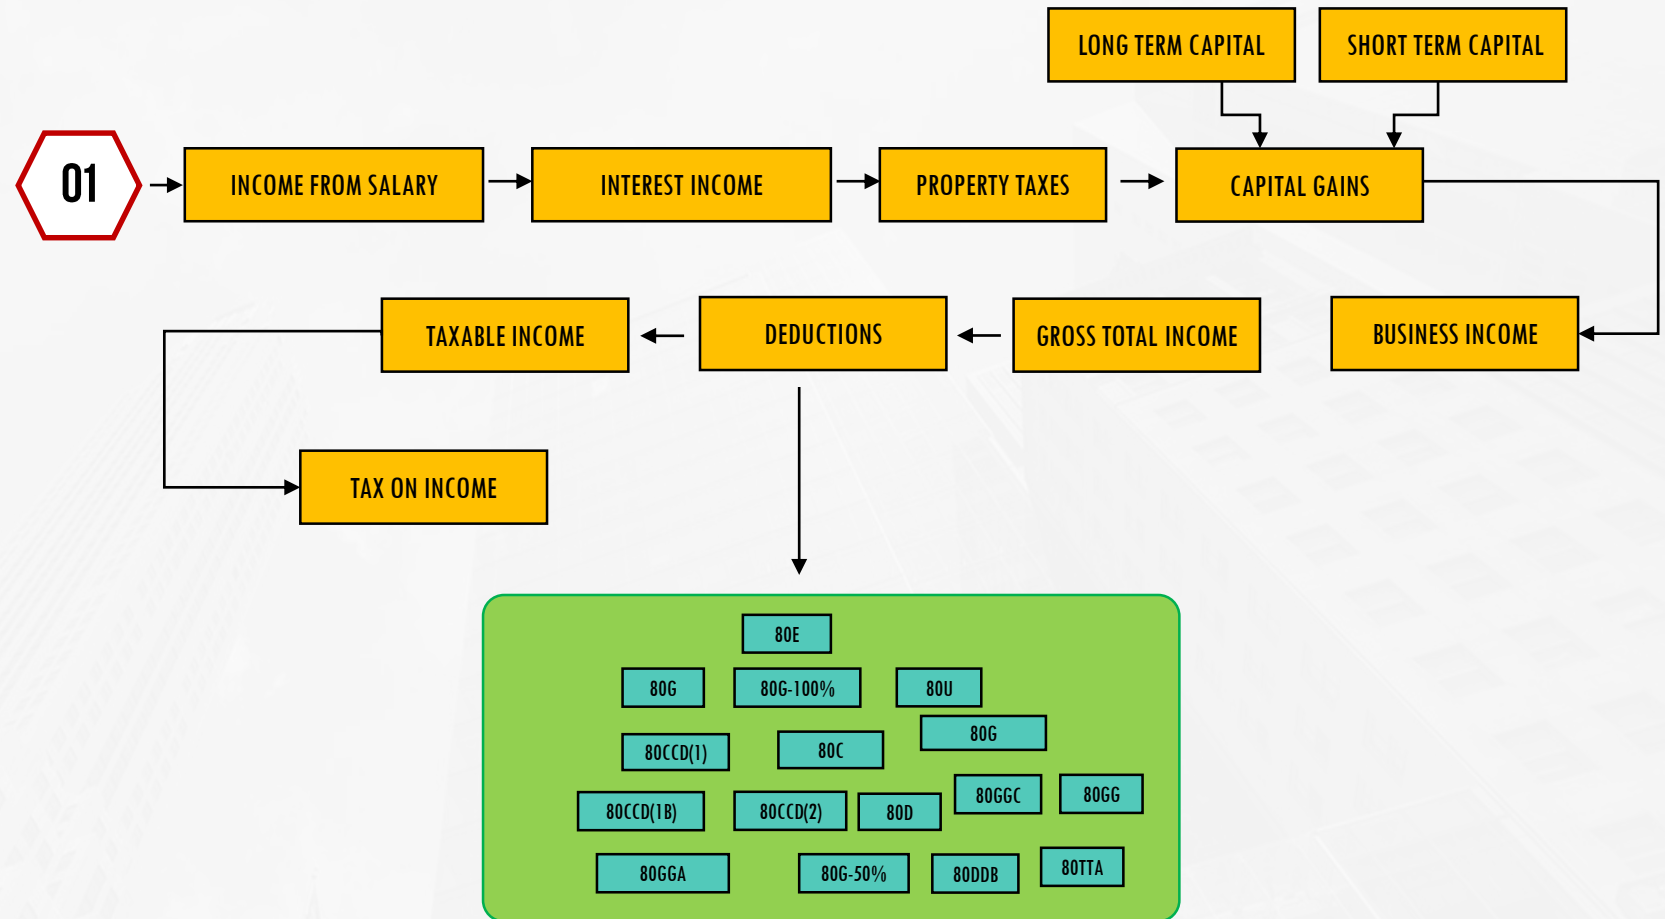 LONG TERM CAPITAL
SHORT TERM CAPITAL
01
INCOME FROM SALARY
INTEREST INCOME
PROPERTY TAXES
CAPITAL GAINS
TAXABLE INCOME
DEDUCTIONS
GROSS TOTAL INCOME
BUSINESS INCOME
TAX ON INCOME
80E
80G
80G-100%
80U
80G
80CCD(1)
80C
80CCD(1B)
80CCD(2)
80D
80GGC
80GG
80GGA
80G-50%
80DDB
80TTA